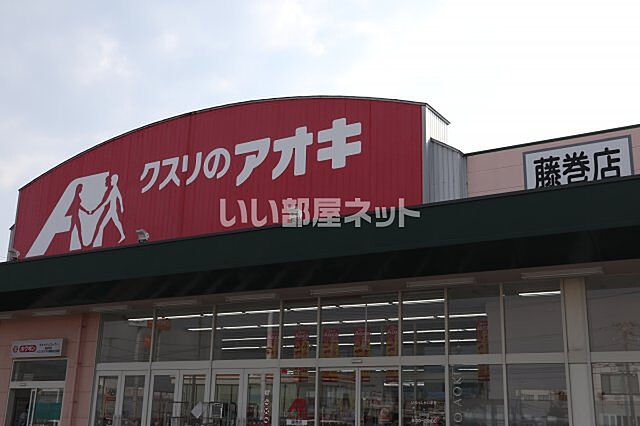 クスリのアオキ
藤巻店
いい部屋ネット